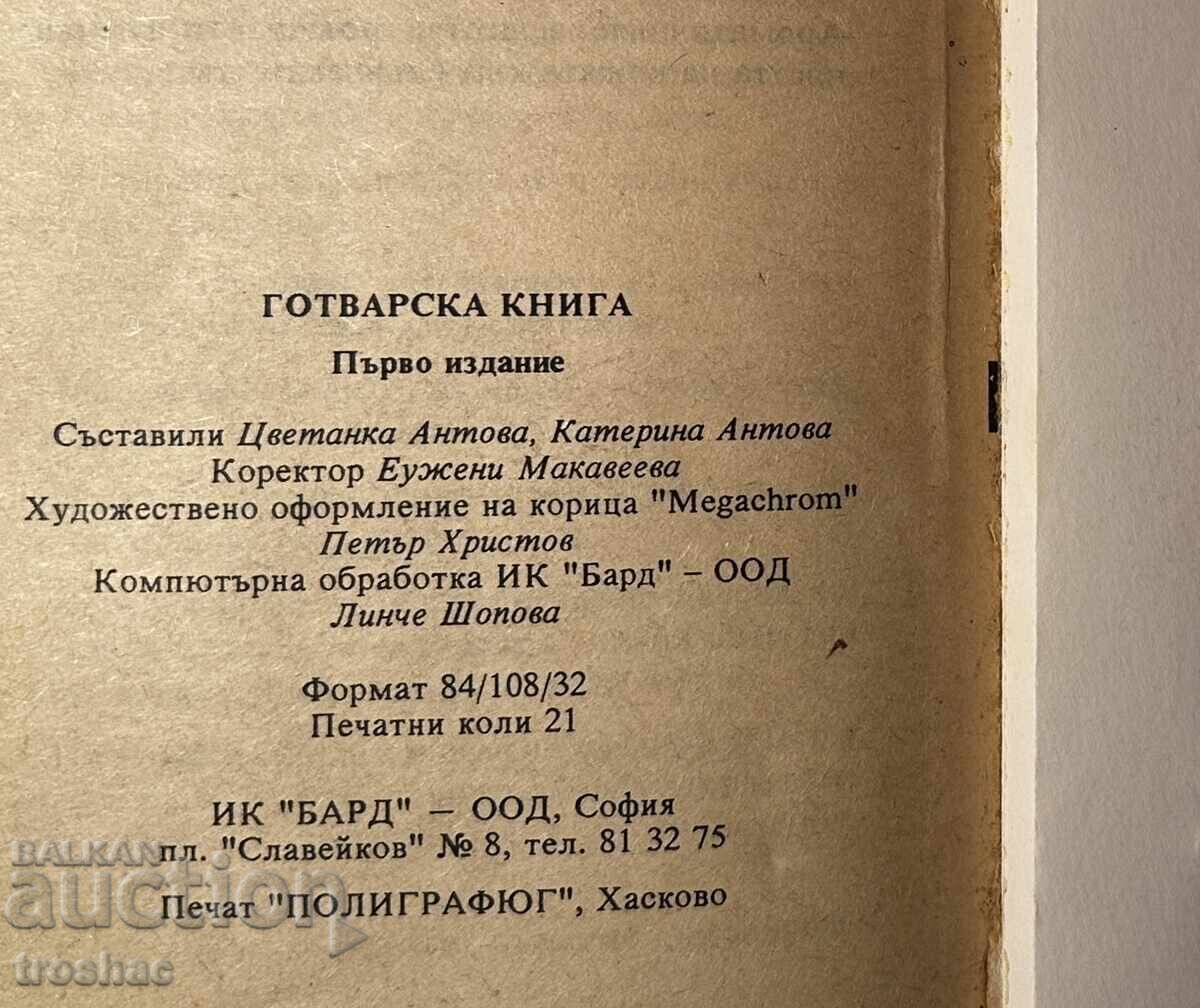 ГОТВАРСКА КНИГА
Първо издание
Съставили Цветанка Антова, Катерина Антова
Коректор Еужени Макавеева
Художествено оформление на корица "Megachrom"
Петър Христов
Компютърна обработка ИК "Бард" – ООД
Линче Шопова
Формат 84/108/32
Печатни коли 21
ИК "БАРД" – ООД, София
пл. "Славейков" № 8, тел. 81 32 75
Печат "ПОЛИГРАФЮГ", Хасково
BALKAN
auction
troshac